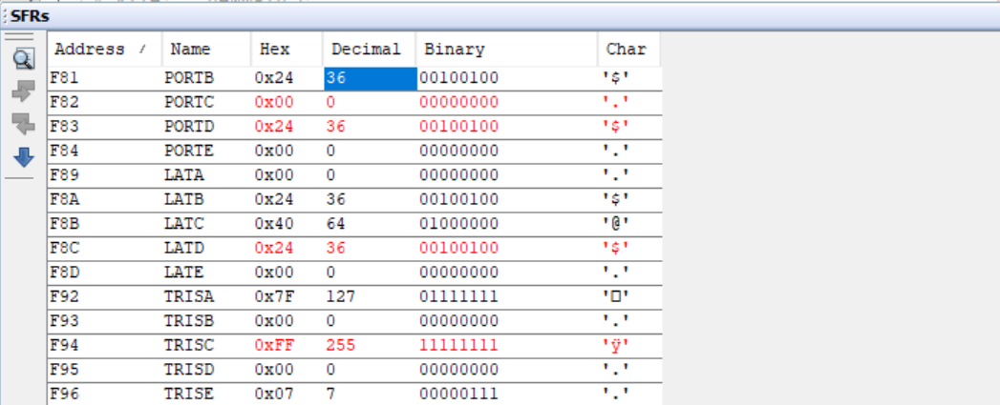 SFRs
Address / Name Hex Decimal Binary Char
F81 PORTB 0x24 36 00100100 '$'
F82 PORTC 0x00 0 00000000 '.'
F83 PORTD 0x24 36 00100100 '$'
F84 PORTE 0x00 0 00000000 '.'
F89 LATA 0x00 0 00000000 '.'
F8A LATB 0x24 36 00100100 '$'
F8B LATC 0x40 64 01000000 '@'
F8C LATD 0x24 36 00100100 '$'
F8D LATE 0x00 0 00000000 '.'
F92 TRISA 0x7F 127 01111111 '□'
F93 TRISB 0x00 0 00000000 '.'
F94 TRISC 0xFF 255 11111111 'ÿ'
F95 TRISD 0x00 0 00000000 '.'
F96 TRISE 0x07 7 00000111 '.'